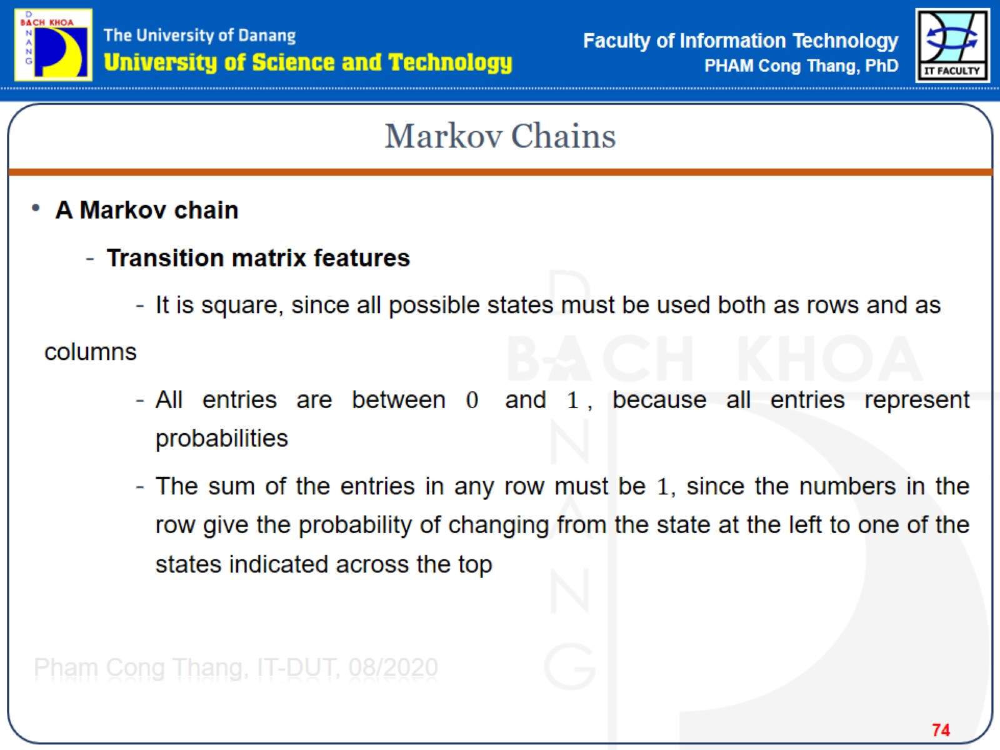 D
BACH KHOA
N
A
N
G
The University of Danang
University of Science and Technology
Faculty of Information Technology
PHAM Cong Thang, PhD
IT FACULTY
Markov Chains
• A Markov chain
- Transition matrix features
- It is square, since all possible states must be used both as rows and as
columns
- All entries are between 0 and 1 , because all entries represent
probabilities
- The sum of the entries in any row must be 1, since the numbers in the
row give the probability of changing from the state at the left to one of the
states indicated across the top
D
BACH KHOA
N
A
N
G
Pham Cong Thang, IT-DUT, 08/2020
74